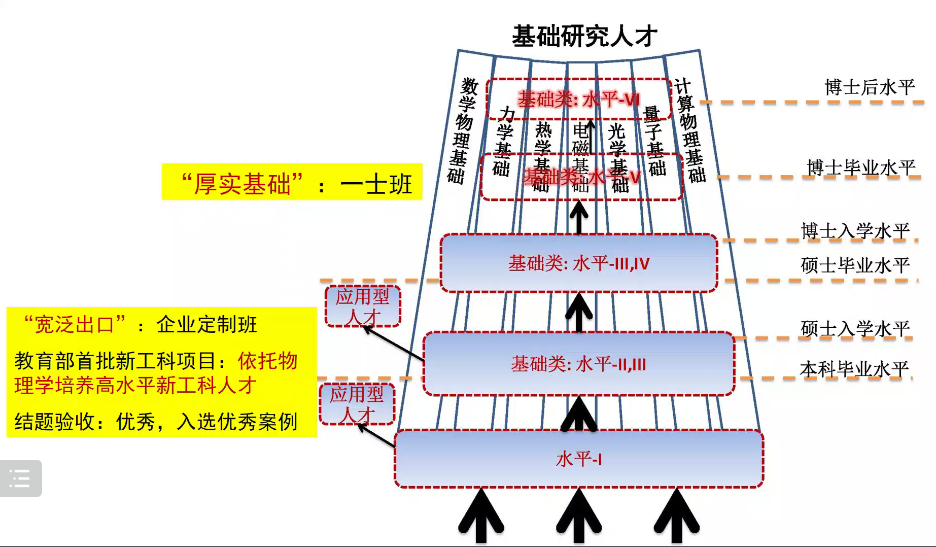 基础研究人才
数学物理基础
力学基础
热学基础
电磁基础
光学基础
量子基础
计算物理基础
基础类: 水平-VI
博士后水平
基础类: 水平-V
博士毕业水平
“厚实基础”：一士班
博士入学水平
基础类: 水平-III,IV
硕士毕业水平
应用型
人才
“宽泛出口”：企业定制班
硕士入学水平
教育部首批新工科项目：依托物
理学培养高水平新工科人才
基础类: 水平-II,III
本科毕业水平
应用型
人才
结题验收：优秀，入选优秀案例
水平-I